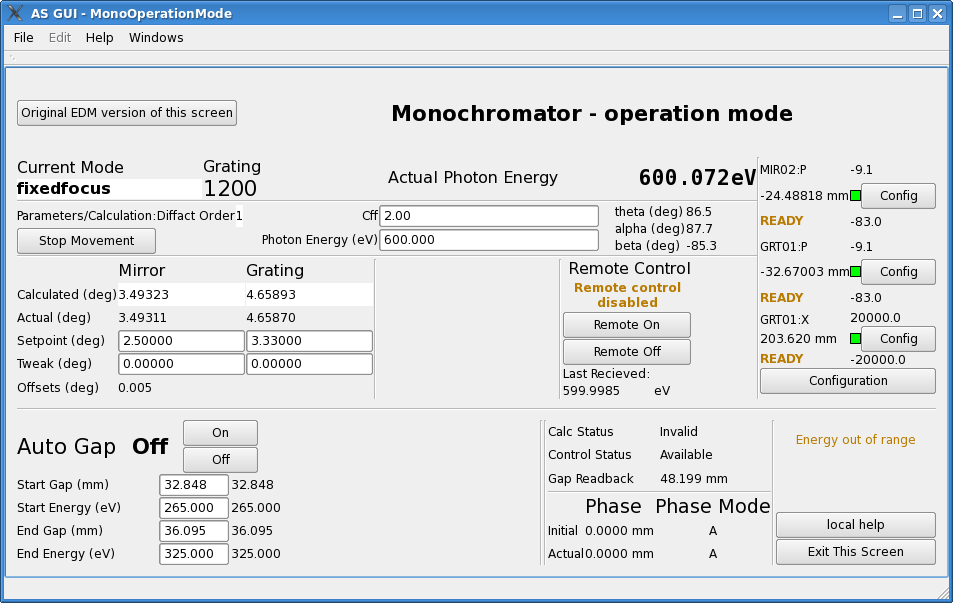 AS GUI - MonoOperationMode
File Edit Help Windows
Original EDM version of this screen
Monochromator - operation mode
Current Mode Grating
fixedfocus 1200
Actual Photon Energy 600.072eV
Parameters/Calculation:Diffact Order1
Cff 2.00
Stop Movement
Photon Energy (eV) 600.000
theta (deg) 86.5
alpha (deg)87.7
beta (deg) -85.3
MIR02:P -9.1
-24.48818 mm Config
READY -83.0
GRT01:P -9.1
-32.67003 mm Config
READY -83.0
GRT01:X 20000.0
203.620 mm Config
READY -20000.0
Configuration
Mirror Grating
Calculated (deg) 3.49323 4.65893
Actual (deg) 3.49311 4.65870
Setpoint (deg) 2.50000 3.33000
Tweak (deg) 0.00000 0.00000
Offsets (deg) 0.005
Remote Control
Remote control
disabled
Remote On
Remote Off
Last Recieved:
599.9985 eV
Auto Gap Off
On
Off
Start Gap (mm) 32.848 32.848
Start Energy (eV) 265.000 265.000
End Gap (mm) 36.095 36.095
End Energy (eV) 325.000 325.000
Calc Status Invalid
Control Status Available
Gap Readback 48.199 mm
Phase Phase Mode
Initial 0.0000 mm A
Actual 0.0000 mm A
Energy out of range
local help
Exit This Screen